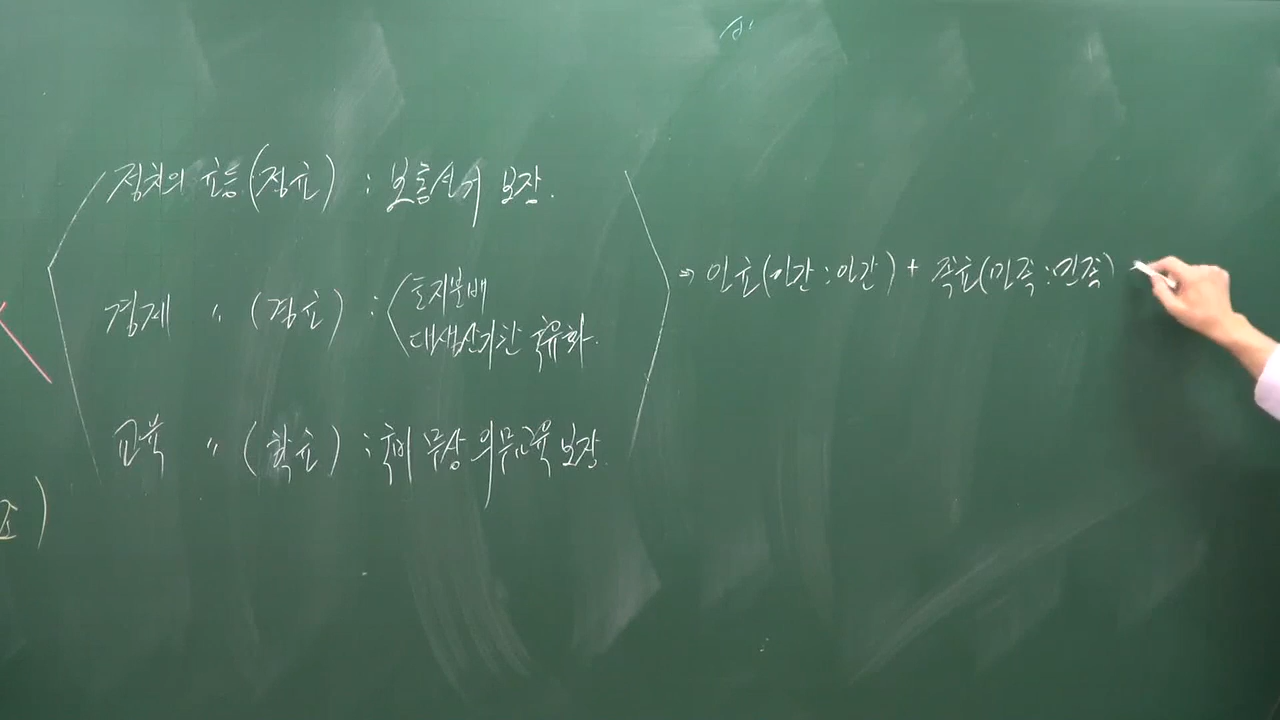 정치의 균등(정균) : 보통선거 보장.
⇒ 인균(인간:인간) + 족균(민족:민족)
경제 〃 (경균) : 토지분배
대생산기관 국유화.
교육 〃 (학균) : 국비 무상 의무교육 보장.